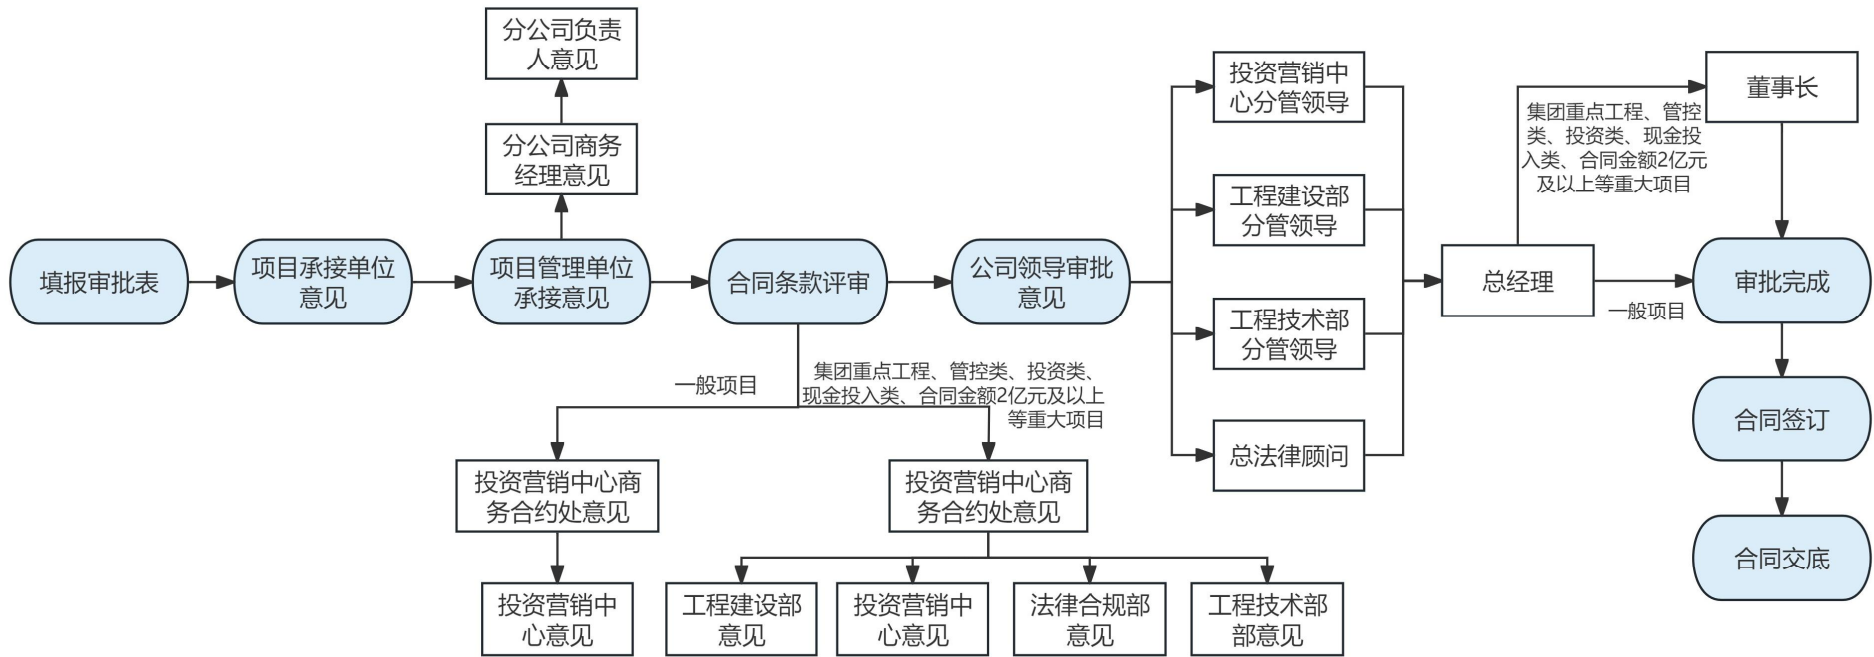 分公司负责
人意见
分公司商务
经理意见
填报审批表
项目承接单位
意见
项目管理单位
承接意见
合同条款评审
公司领导审批
意见
一般项目
集团重点工程、管控类、投资类、
现金投入类、合同金额2亿元及以上
等重大项目
投资营销中心商
务合约处意见
投资营销中
心意见
投资营销中心商
务合约处意见
工程建设部
意见
投资营销中
心意见
法律合规部
意见
工程技术部
部意见
投资营销中
心分管领导
工程建设部
分管领导
工程技术部
分管领导
总法律顾问
总经理
集团重点工程、管控
类、投资类、现金投
入类、合同金额2亿元
及以上等重大项目
董事长
一般项目
审批完成
合同签订
合同交底